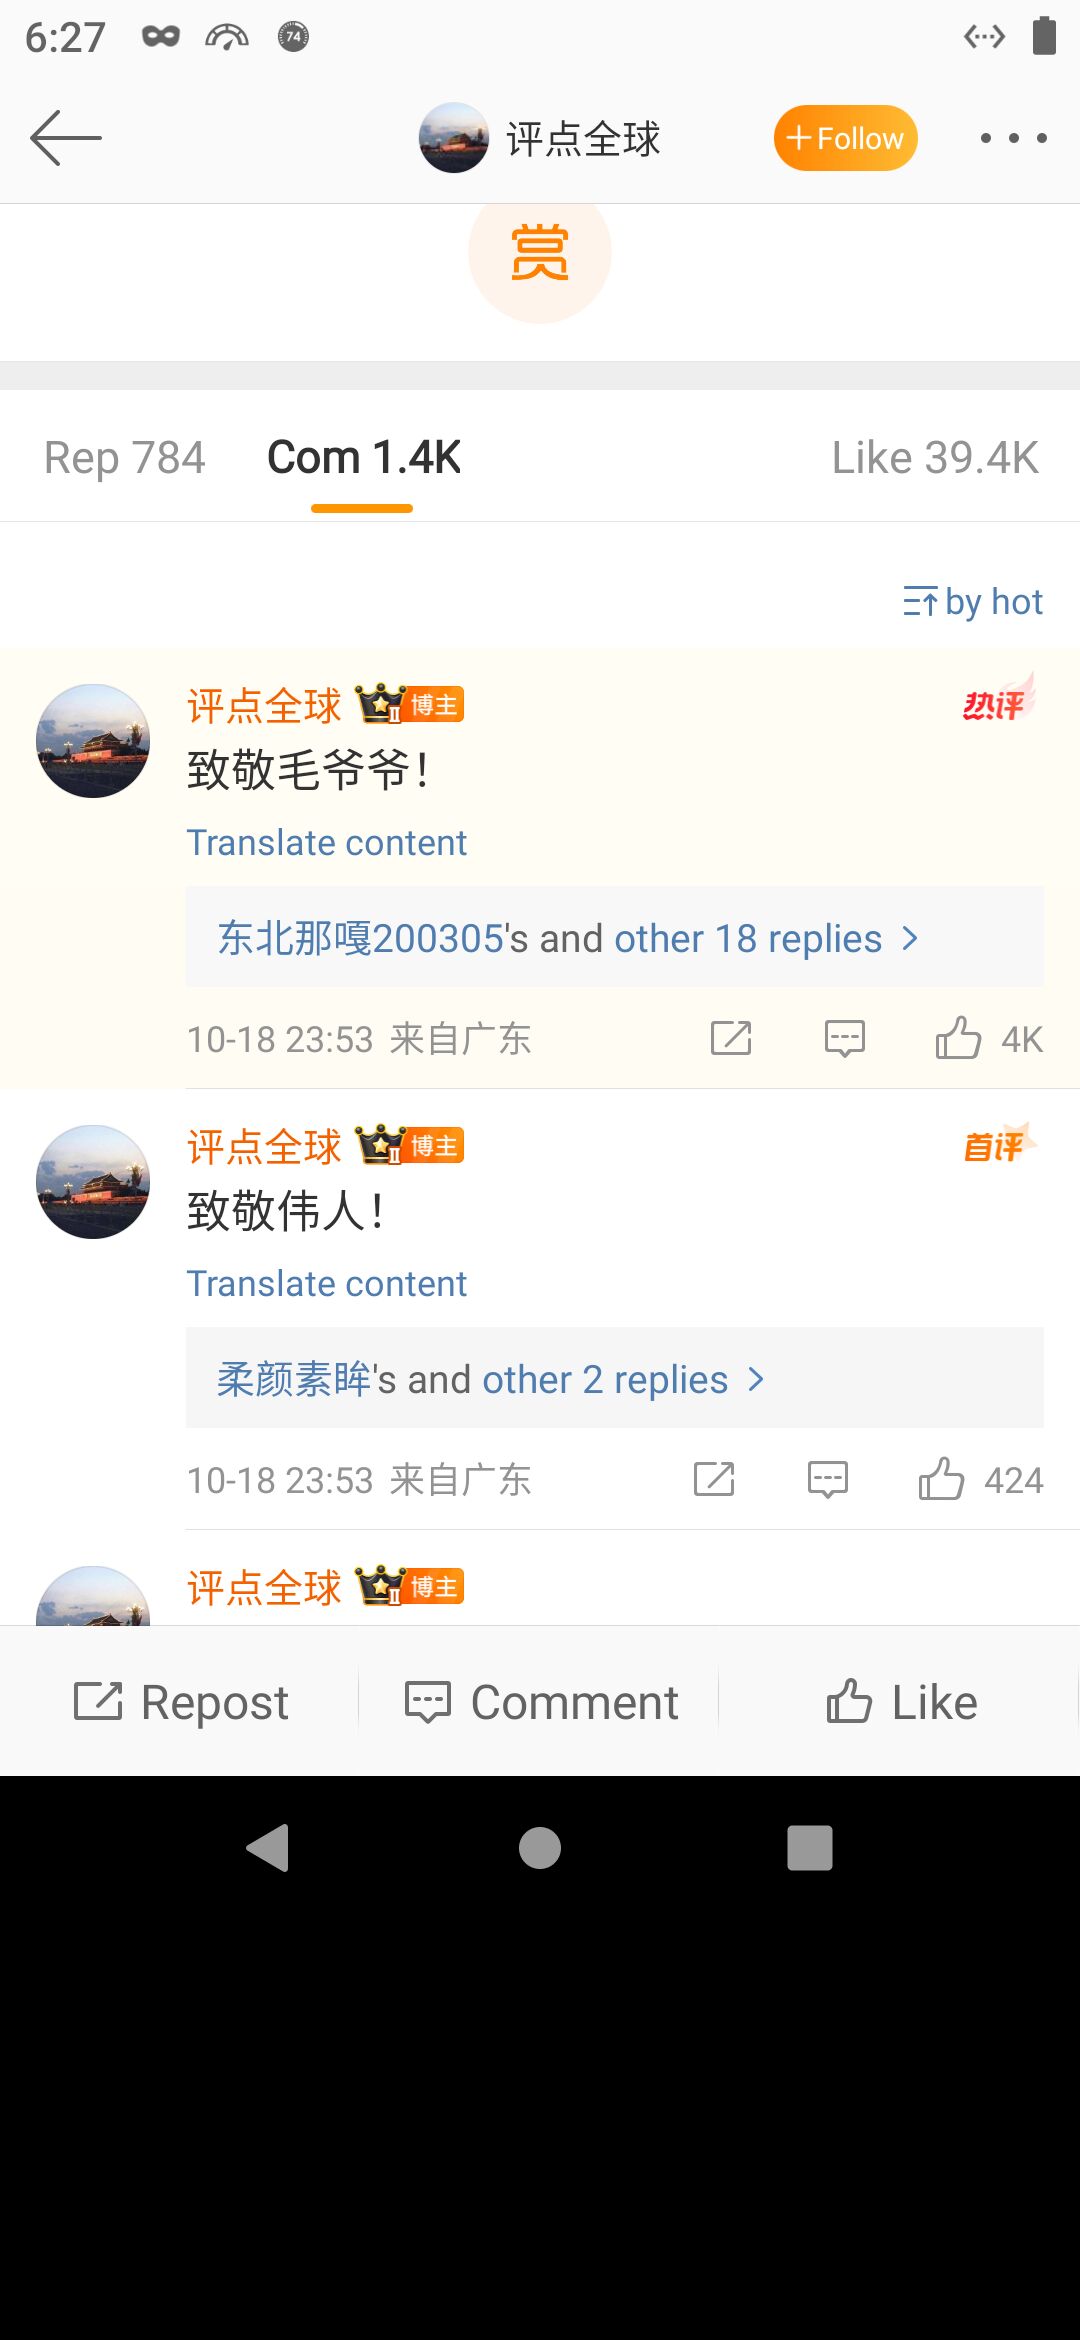 6:27
74
评点全球
+Follow
赏
Rep 784
Com 1.4K
Like 39.4K
by hot
评点全球 II 博主
热评
致敬毛爷爷！
Translate content
东北那嘎200305's and other 18 replies >
10-18 23:53 来自广东
4K
评点全球 II 博主
首评
致敬伟人！
Translate content
柔颜素眸's and other 2 replies >
10-18 23:53 来自广东
424
评点全球 II 博主
Repost
Comment
Like